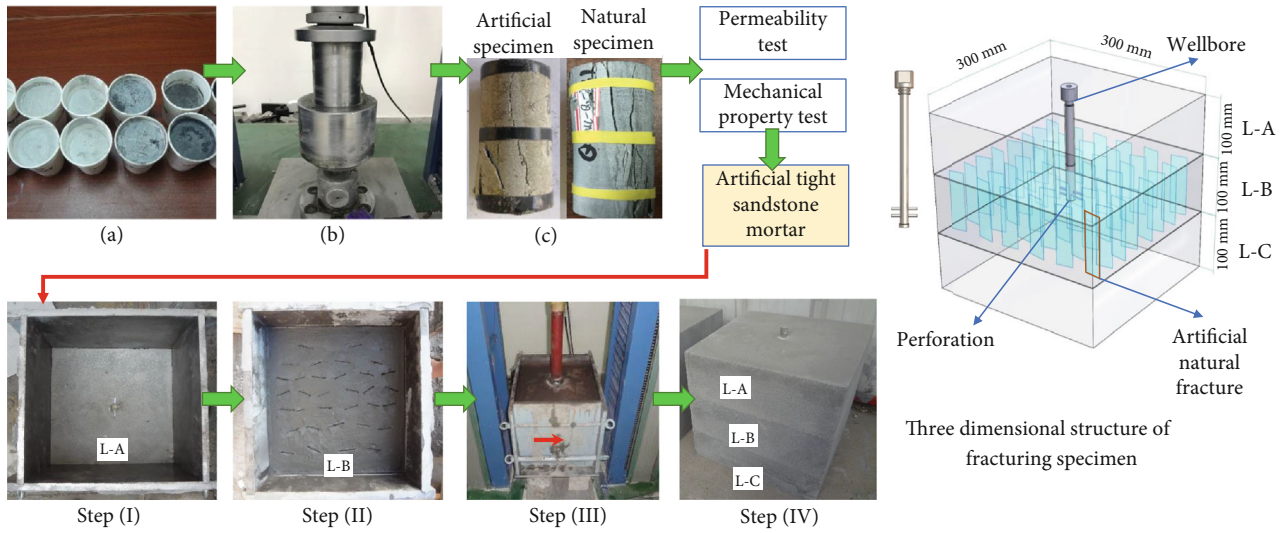 Artificial
specimen
Natural
specimen
Permeability
test
Mechanical
property test
Artificial tight
sandstone
mortar
(a)
(b)
(c)
L-A
L-B
L-A
L-B
L-C
Step (I)
Step (II)
Step (III)
Step (IV)
300 mm
300 mm
Wellbore
100 mm
L-A
100 mm
L-B
100 mm
L-C
Perforation
Artificial
natural
fracture
Three dimensional structure of
fracturing specimen